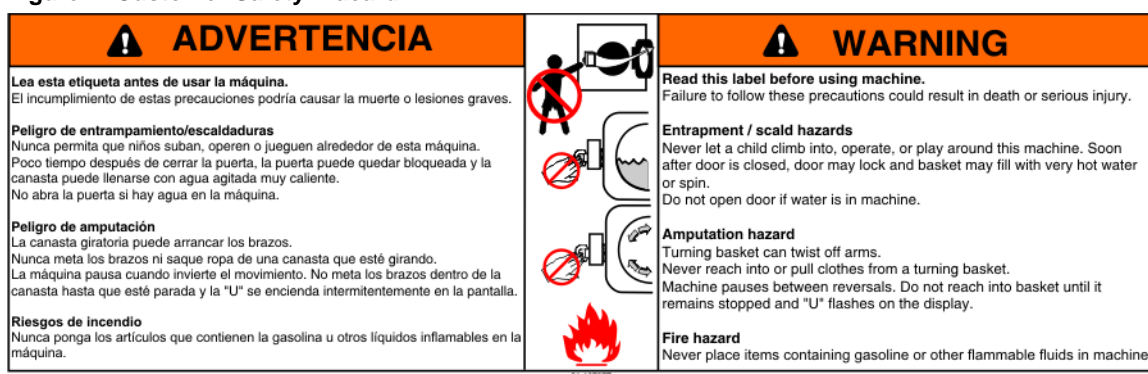 ADVERTENCIA
Lea esta etiqueta antes de usar la máquina.
El incumplimiento de estas precauciones podría causar la muerte o lesiones graves.
Peligro de entrampamiento/escaldaduras
Nunca permita que niños suban, operen o jueguen alrededor de esta máquina.
Poco tiempo después de cerrar la puerta, la puerta puede quedar bloqueada y la
canasta puede llenarse con agua agitada muy caliente.
No abra la puerta si hay agua en la máquina.
Peligro de amputación
La canasta giratoria puede arrancar los brazos.
Nunca meta los brazos ni saque ropa de una canasta que esté girando.
La máquina pausa cuando invierte el movimiento. No meta los brazos dentro de la
canasta hasta que esté parada y la "U" se encienda intermitentemente en la pantalla.
Riesgos de incendio
Nunca ponga los artículos que contienen la gasolina u otros líquidos inflamables en la
máquina.
WARNING
Read this label before using machine.
Failure to follow these precautions could result in death or serious injury.
Entrapment / scald hazards
Never let a child climb into, operate, or play around this machine. Soon
after door is closed, door may lock and basket may fill with very hot water
or spin.
Do not open door if water is in machine.
Amputation hazard
Turning basket can twist off arms.
Never reach into or pull clothes from a turning basket.
Machine pauses between reversals. Do not reach into basket until it
remains stopped and "U" flashes on the display.
Fire hazard
Never place items containing gasoline or other flammable fluids in machine